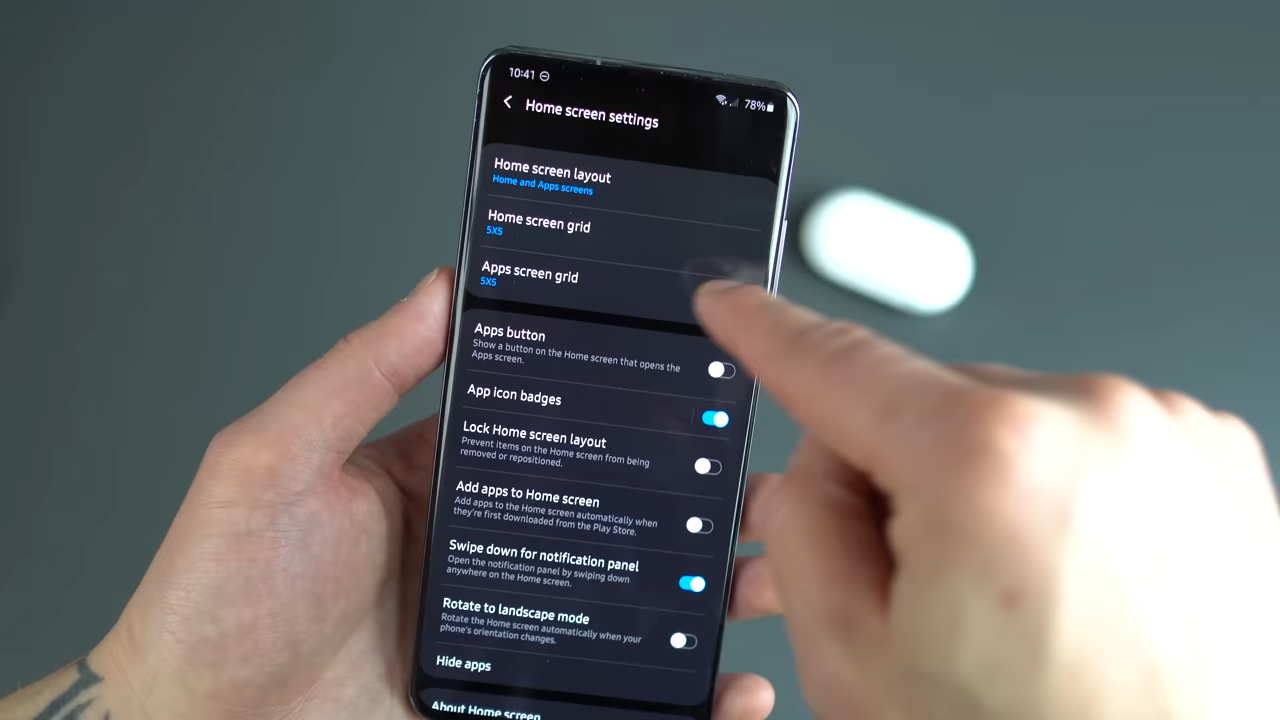 10:41
78%
Home screen settings
Home screen layout
Home and Apps screens
Home screen grid
5X5
Apps screen grid
5X5
Apps button
Show a button on the Home screen that opens the
Apps screen.
App icon badges
Lock Home screen layout
Prevent items on the Home screen from being
removed or repositioned.
Add apps to Home screen
Add apps to the Home screen automatically when
they're first downloaded from the Play Store.
Swipe down for notification panel
Open the notification panel by swiping down
anywhere on the Home screen.
Rotate to landscape mode
Rotate the Home screen automatically when your
phone's orientation changes.
Hide apps
About Home screen